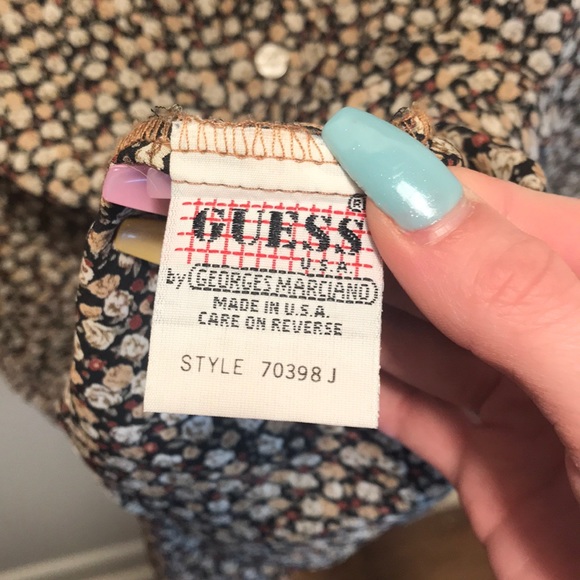 GUESS®
U.S.A.
by GEORGES MARCIANO
MADE IN U.S.A.
CARE ON REVERSE
STYLE 70398 J